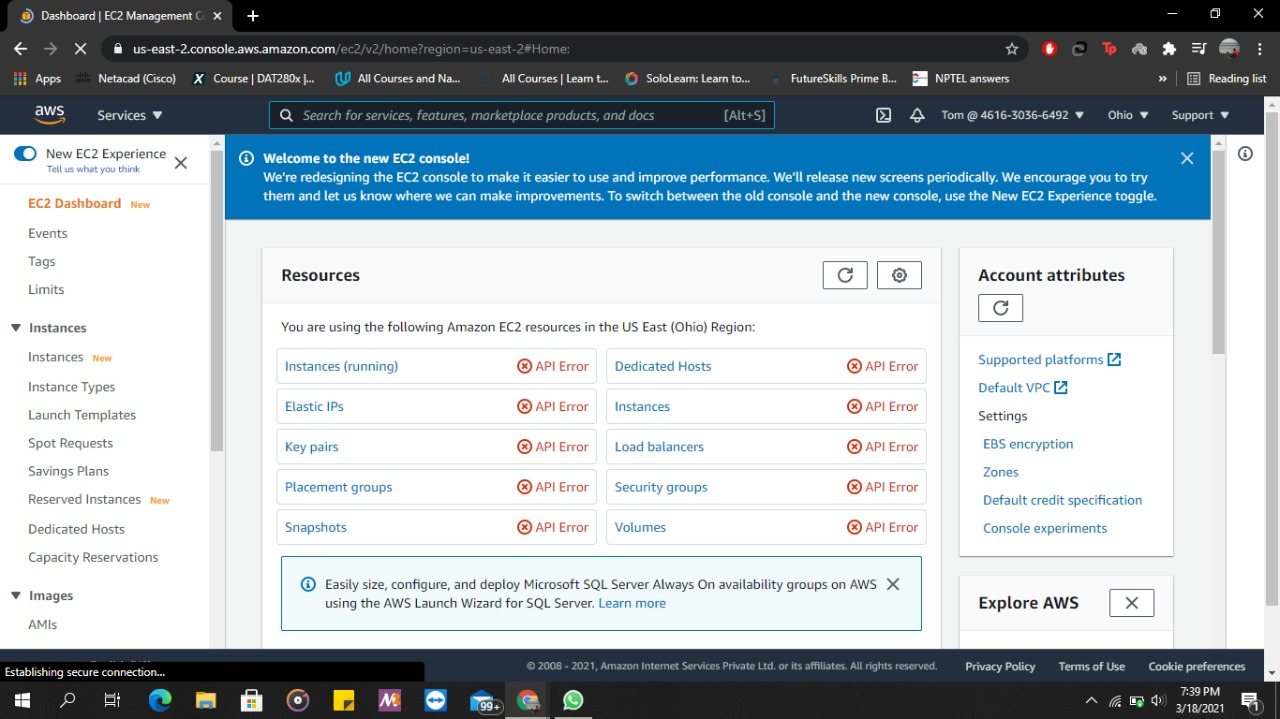 Dashboard | EC2 Management C
us-east-2.console.aws.amazon.com/ec2/v2/home?region=us-east-2#Home:
Apps
Netacad (Cisco)
Course | DAT280x |...
All Courses and Na...
All Courses | Learn t...
SoloLearn: Learn to...
FutureSkills Prime B...
NPTEL answers
»
Reading list
aws
Services
Search for services, features, marketplace products, and docs
[Alt+S]
Tom @ 4616-3036-6492
Ohio
Support
New EC2 Experience
Tell us what you think
EC2 Dashboard New
Events
Tags
Limits
Instances
Instances New
Instance Types
Launch Templates
Spot Requests
Savings Plans
Reserved Instances New
Dedicated Hosts
Capacity Reservations
Images
AMIs
Welcome to the new EC2 console!
We're redesigning the EC2 console to make it easier to use and improve performance. We'll release new screens periodically. We encourage you to try
them and let us know where we can make improvements. To switch between the old console and the new console, use the New EC2 Experience toggle.
Resources
You are using the following Amazon EC2 resources in the US East (Ohio) Region:
Instances (running) API Error
Dedicated Hosts API Error
Elastic IPs API Error
Instances API Error
Key pairs API Error
Load balancers API Error
Placement groups API Error
Security groups API Error
Snapshots API Error
Volumes API Error
Easily size, configure, and deploy Microsoft SQL Server Always On availability groups on AWS
using the AWS Launch Wizard for SQL Server. Learn more
Account attributes
Supported platforms
Default VPC
Settings
EBS encryption
Zones
Default credit specification
Console experiments
Explore AWS
Establishing secure connection...
© 2008 - 2021, Amazon Internet Services Private Ltd. or its affiliates. All rights reserved.
Privacy Policy
Terms of Use
Cookie preferences
99+
7:39 PM
3/18/2021
1